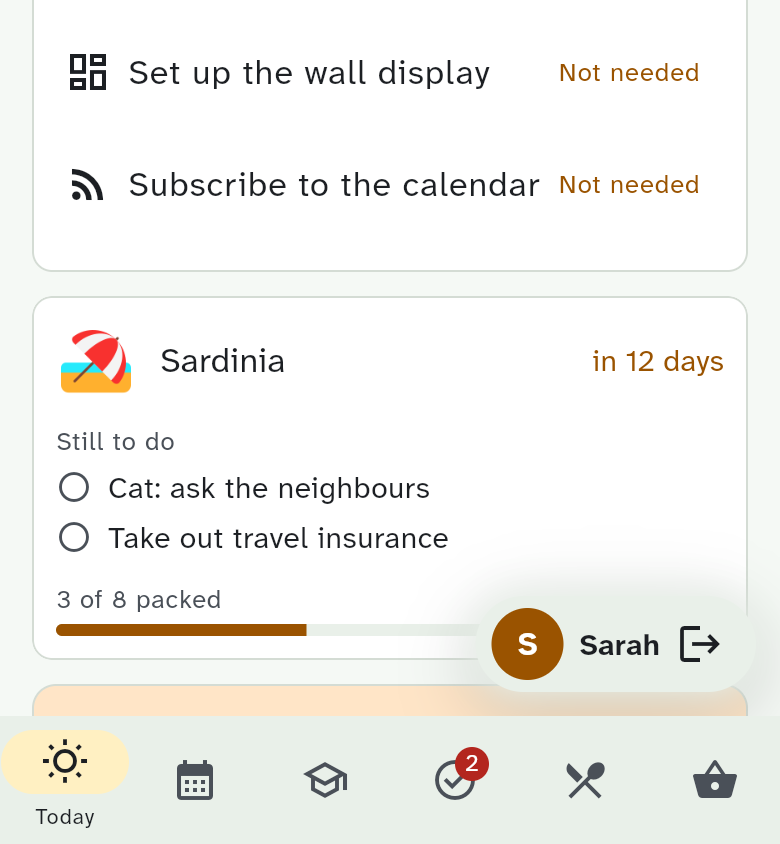 Set up the wall display Not needed
Subscribe to the calendar Not needed
Sardinia in 12 days
Still to do
Cat: ask the neighbours
Take out travel insurance
3 of 8 packed
S Sarah
2
Today